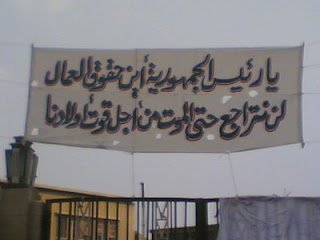 يا رئيس الجمهورية أين حقوق العمال
لن نتراجع حتى الموت من أجل قوت أولادنا